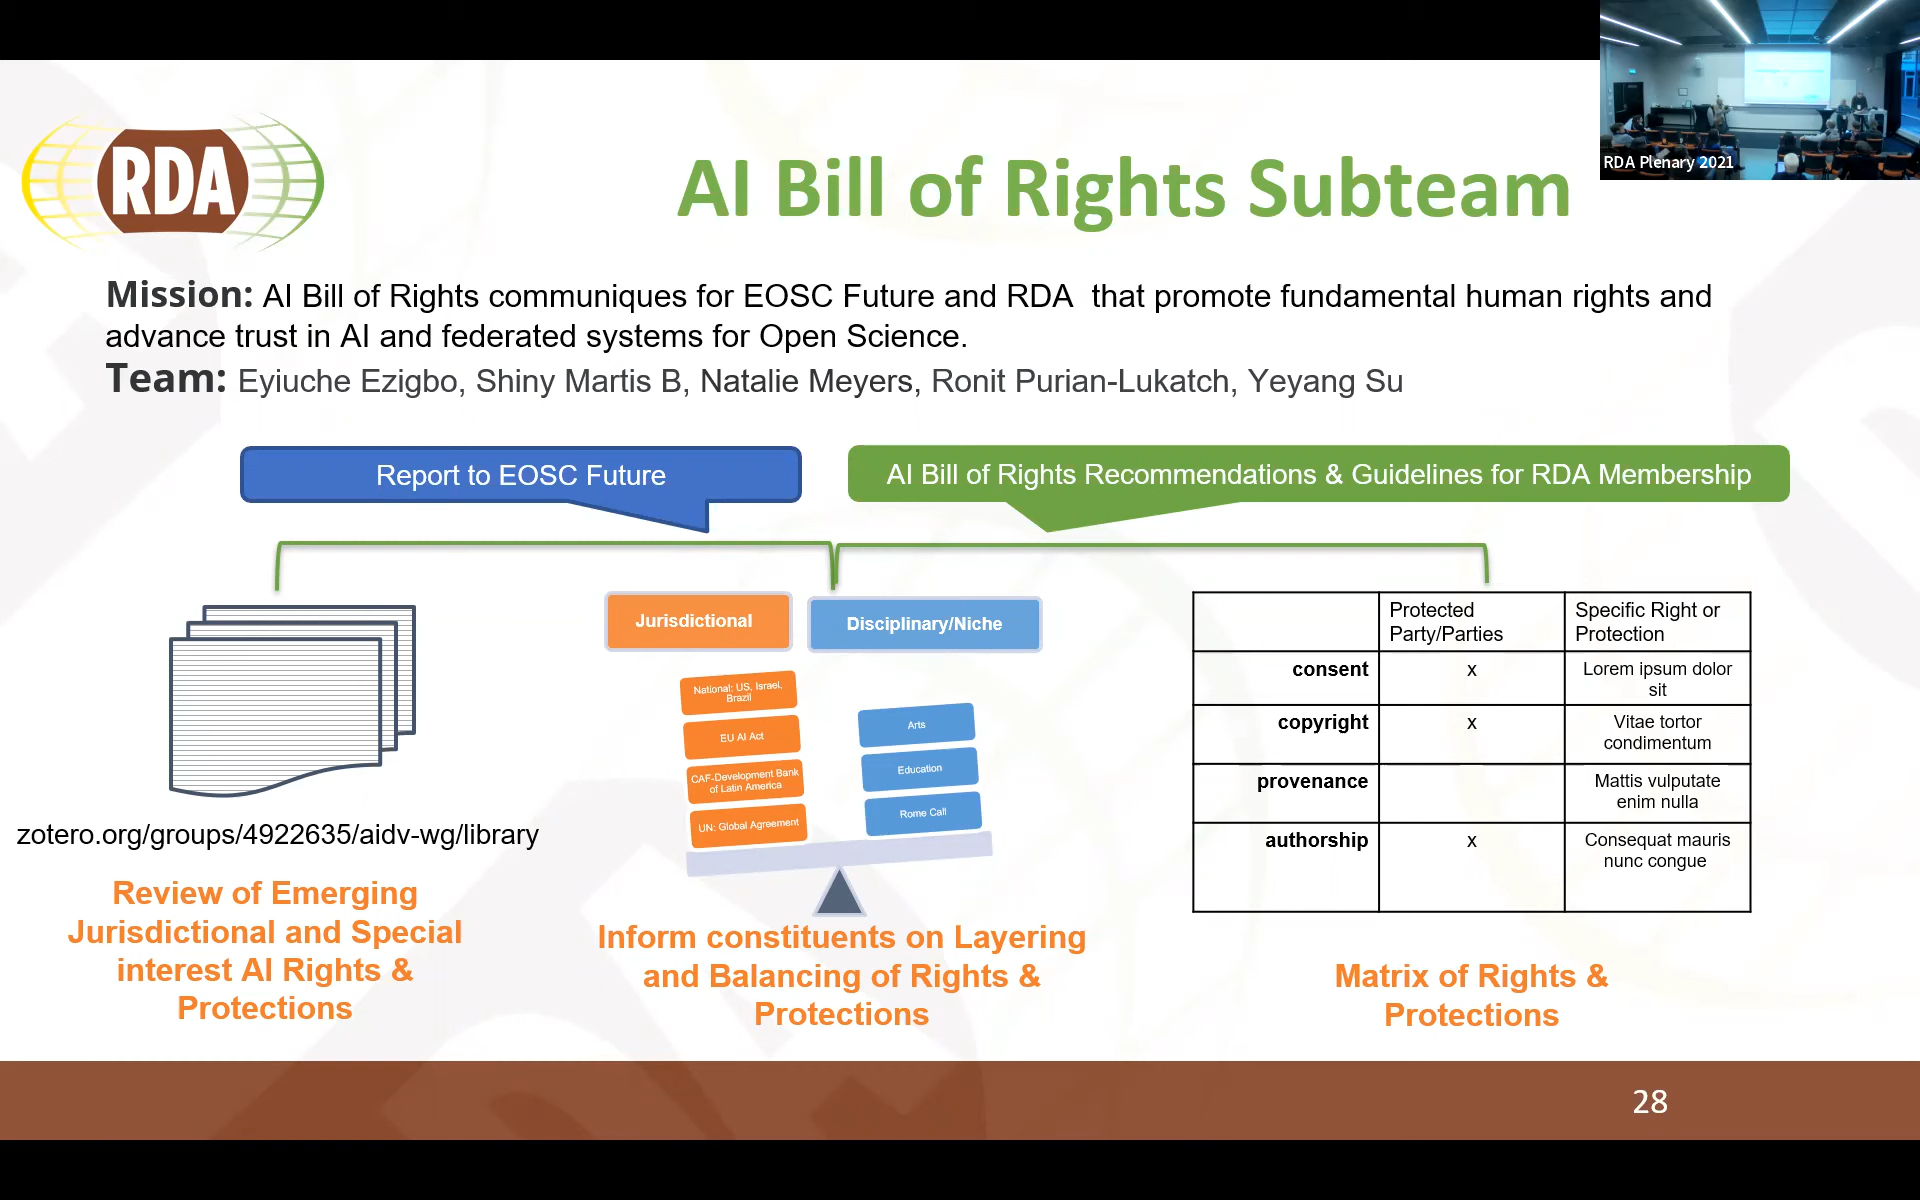 RDA Plenary 2021
RDA
AI Bill of Rights Subteam
Mission: AI Bill of Rights communiques for EOSC Future and RDA  that promote fundamental human rights and
advance trust in AI and federated systems for Open Science.
Team: Eyiuche Ezigbo, Shiny Martis B, Natalie Meyers, Ronit Purian-Lukatch, Yeyang Su
Report to EOSC Future
AI Bill of Rights Recommendations & Guidelines for RDA Membership
zotero.org/groups/4922635/aidv-wg/library
Review of Emerging
Jurisdictional and Special
interest AI Rights &
Protections
Jurisdictional
Disciplinary/Niche
National: US, Israel,
Brazil
EU AI Act
CAF-Development Bank
of Latin America
UN: Global Agreement
Arts
Education
Rome Call
Inform constituents on Layering
and Balancing of Rights &
Protections
Protected
Party/Parties
Specific Right or
Protection
consent
x
Lorem ipsum dolor
sit
copyright
x
Vitae tortor
condimentum
provenance
Mattis vulputate
enim nulla
authorship
x
Consequat mauris
nunc congue
Matrix of Rights &
Protections
28